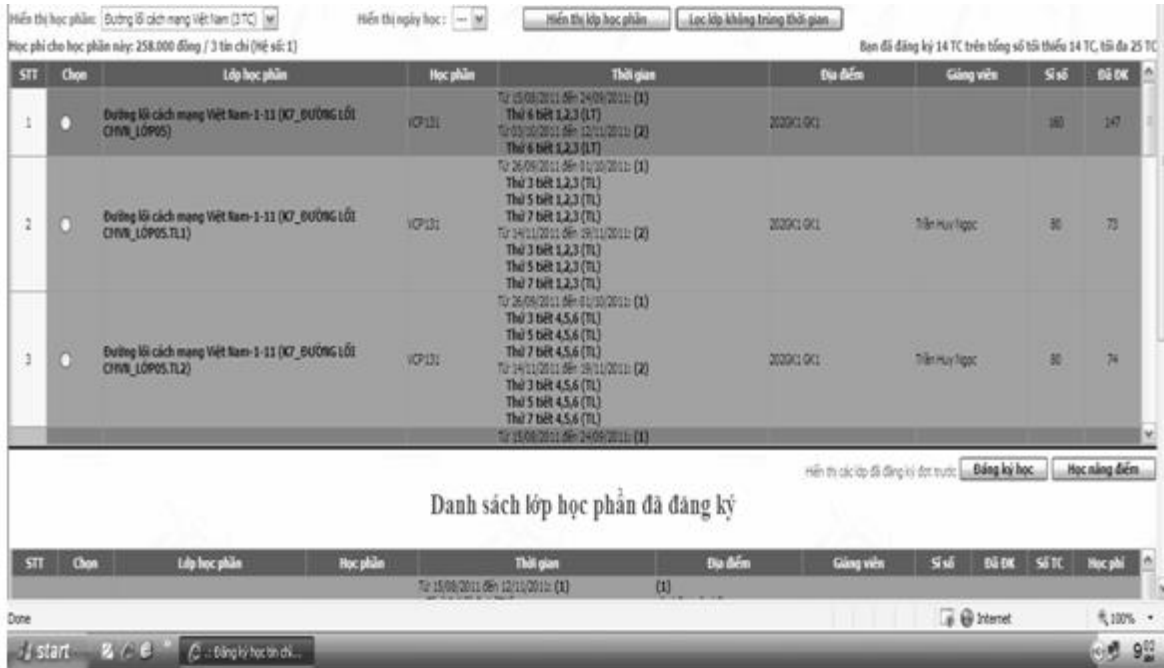 Hiển thị học phần: Đường lối cách mạng Việt Nam (3 TC) Hiển thị ngày học: --- Hiển thị lớp học phần Lọc lớp không trùng thời gian
Học phí cho học phần này: 258.000 đồng / 3 tín chỉ (Hệ số: 1) Bạn đã đăng ký 14 TC trên tổng số tối thiểu 14 TC, tối đa 25 TC
STT Chọn Lớp học phần Học phần Thời gian Địa điểm Giảng viên Sĩ số Đã ĐK
Từ 15/08/2011 đến 24/09/2011: (1)
1 Đường lối cách mạng Việt Nam-1-11 (K7_ĐƯỜNG LỐI VCP131 Thứ 6 tiết 1,2,3 (LT) 202GK1 GK1 160 147
CMVN_LỚP05) Từ 03/10/2011 đến 12/11/2011: (2)
Thứ 6 tiết 1,2,3 (LT)
Từ 26/09/2011 đến 01/10/2011: (1)
Thứ 3 tiết 1,2,3 (TL)
Thứ 5 tiết 1,2,3 (TL)
2 Đường lối cách mạng Việt Nam-1-11 (K7_ĐƯỜNG LỐI VCP131 Thứ 7 tiết 1,2,3 (TL) 202GK1 GK1 Trần Huy Ngọc 80 73
CMVN_LỚP05.TL1) Từ 14/11/2011 đến 19/11/2011: (2)
Thứ 3 tiết 1,2,3 (TL)
Thứ 5 tiết 1,2,3 (TL)
Thứ 7 tiết 1,2,3 (TL)
Từ 26/09/2011 đến 01/10/2011: (1)
Thứ 3 tiết 4,5,6 (TL)
Thứ 5 tiết 4,5,6 (TL)
3 Đường lối cách mạng Việt Nam-1-11 (K7_ĐƯỜNG LỐI VCP131 Thứ 7 tiết 4,5,6 (TL) 202GK1 GK1 Trần Huy Ngọc 80 74
CMVN_LỚP05.TL2) Từ 14/11/2011 đến 19/11/2011: (2)
Thứ 3 tiết 4,5,6 (TL)
Thứ 5 tiết 4,5,6 (TL)
Thứ 7 tiết 4,5,6 (TL)
Từ 15/08/2011 đến 24/09/2011: (1)
Hiển thị các lớp đã đăng ký đợt trước Đăng ký học Học nâng điểm
Danh sách lớp học phần đã đăng ký
STT Chọn Lớp học phần Học phần Thời gian Địa điểm Giảng viên Sĩ số Đã ĐK Số TC Học phí
Từ 15/08/2011 đến 12/11/2011: (1) (1)
Done Internet 100%
start .: Đăng ký học tín chỉ...